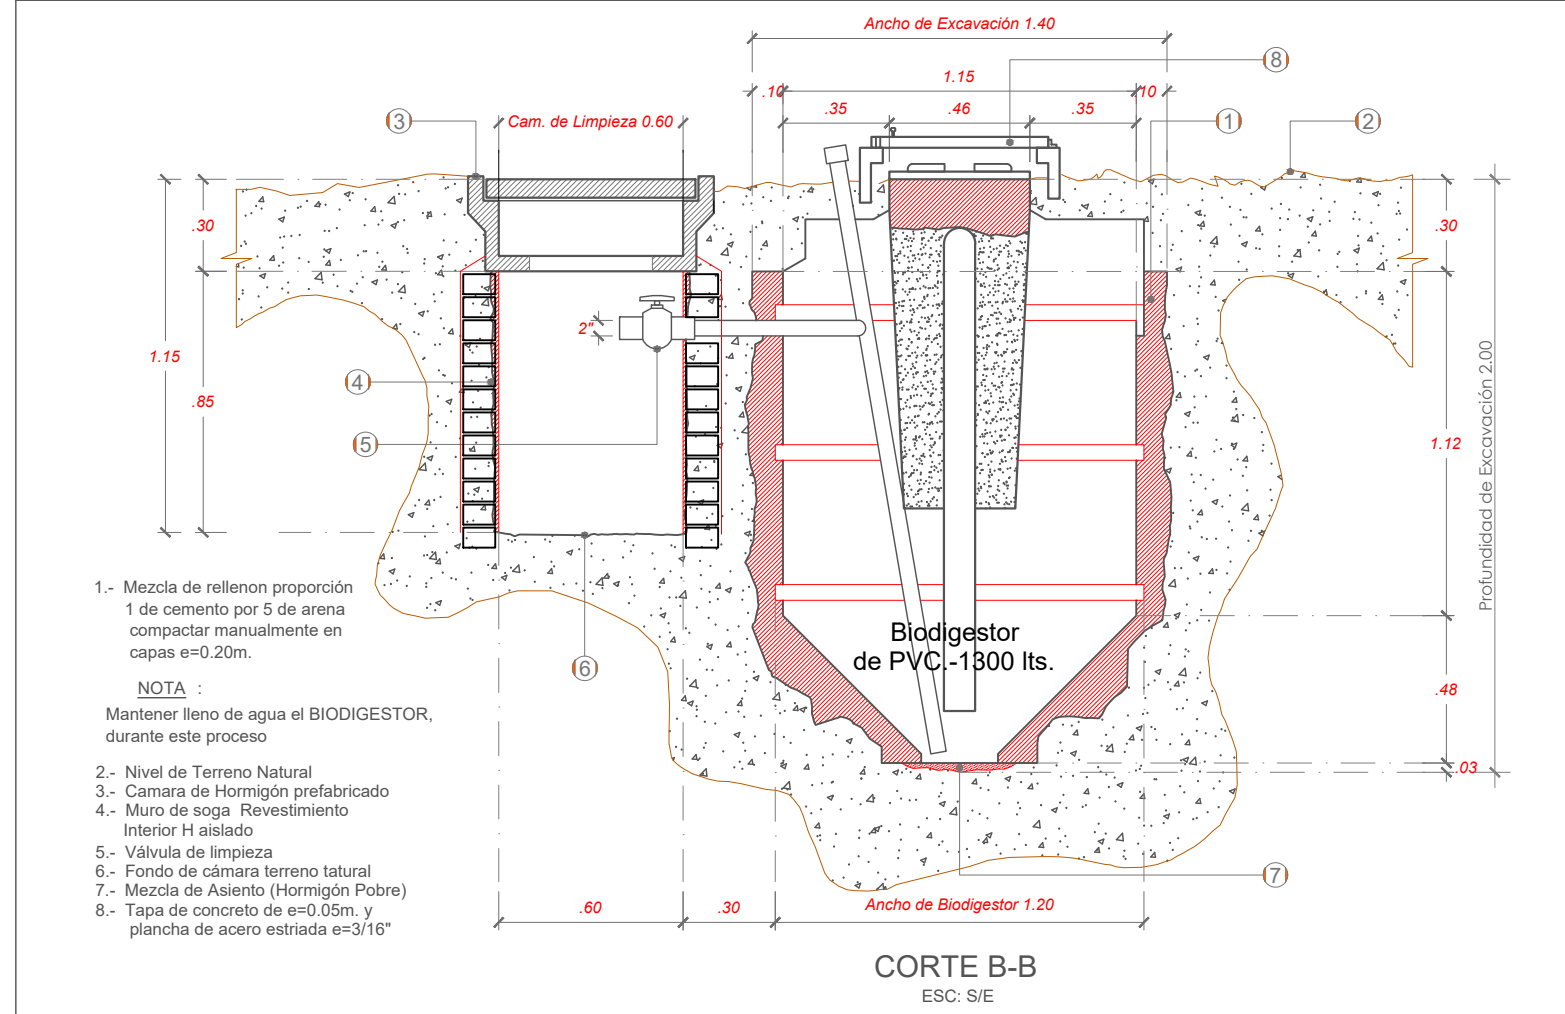 Ancho de Excavación 1.40
8
1.15
.10
.10
.35
.46
.35
3
Cam. de Limpieza 0.60
1
2
.30
.30
2"
1.15
4
.85
5
1.12
Profundidad de Excavación 2.00
1.- Mezcla de rellenon proporción
1 de cemento por 5 de arena
compactar manualmente en
capas e=0.20m.
Biodigestor
de PVC.-1300 lts.
6
NOTA :
Mantener lleno de agua el BIODIGESTOR,
durante este proceso
.48
.03
2.- Nivel de Terreno Natural
3.- Camara de Hormigón prefabricado
4.- Muro de soga Revestimiento
Interior H aislado
5.- Válvula de limpieza
6.- Fondo de cámara terreno tatural
7.- Mezcla de Asiento (Hormigón Pobre)
8.- Tapa de concreto de e=0.05m. y
plancha de acero estriada e=3/16"
7
.60
.30
Ancho de Biodigestor 1.20
CORTE B-B
ESC: S/E